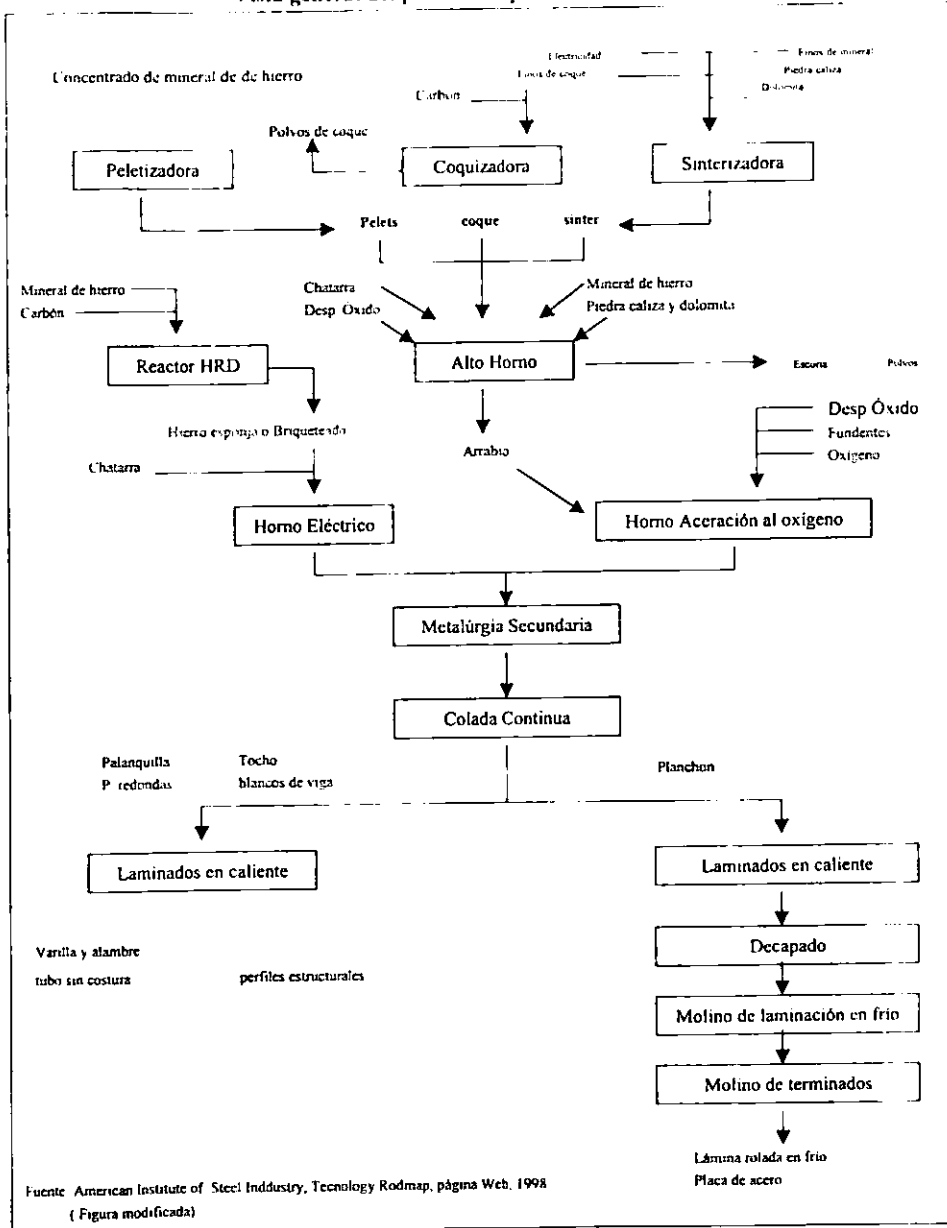 Concentrado de mineral de de hierro
Electricidad
Finos de coque
Finos de mineral
Piedra caliza
Dolomita
Carbón
Polvos de coque
Peletizadora
Coquizadora
Sinterizadora
Pelets
coque
sinter
Mineral de hierro
Carbón
Chatarra
Desp Óxido
Mineral de hierro
Piedra caliza y dolomita
Reactor HRD
Alto Horno
Escoria
Polvos
Desp Óxido
Fundentes
Oxígeno
Hierro esponja o Briqueteado
Arrabio
Chatarra
Horno Eléctrico
Horno Aceración al oxígeno
Metalúrgia Secundaria
Colada Continua
Palanquilla
P redondas
Tocho
blancos de viga
Planchon
Laminados en caliente
Laminados en caliente
Decapado
Varilla y alambre
tubo sin costura
perfiles estructurales
Molino de laminación en frío
Molino de terminados
Lámina rolada en frío
Placa de acero
Fuente American Institute of Steel Inddustry, Tecnology Rodmap, página Web, 1998
( Figura modificada)